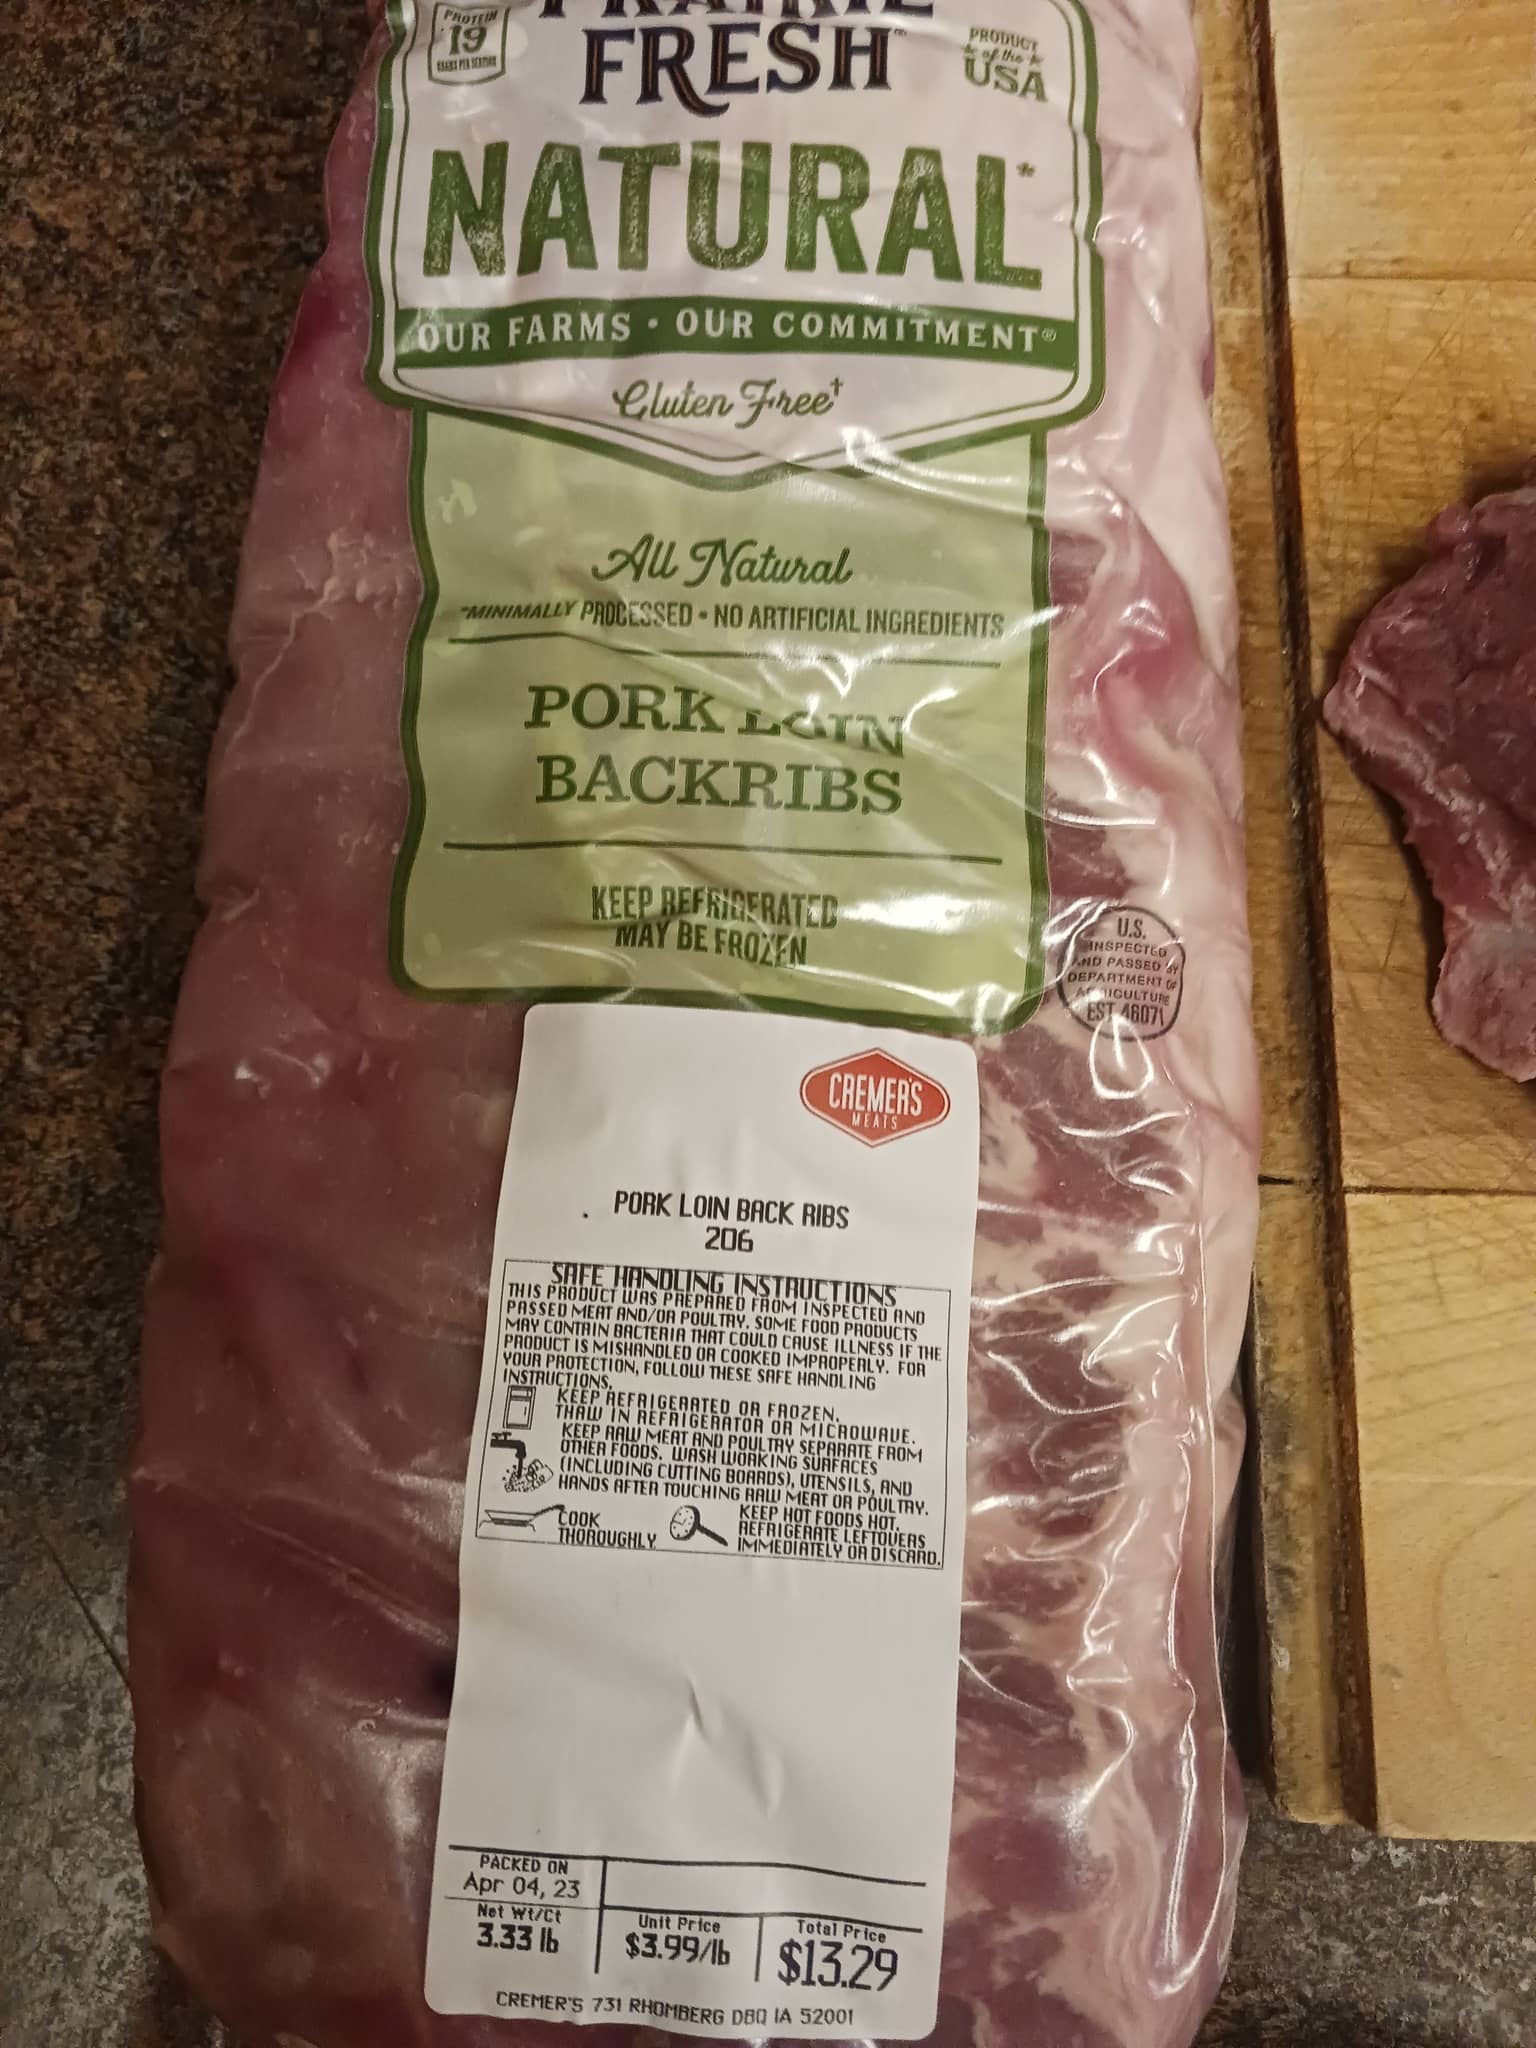 PROTEIN
19
GRAMS PER SERVING
PRAIRIE
FRESH™
PRODUCT
of the
USA
NATURAL*
OUR FARMS • OUR COMMITMENT®
Gluten Free†
All Natural
*MINIMALLY PROCESSED • NO ARTIFICIAL INGREDIENTS
PORK LOIN
BACKRIBS
KEEP REFRIGERATED
MAY BE FROZEN
U.S.
INSPECTED
AND PASSED BY
DEPARTMENT OF
AGRICULTURE
EST. 46071
CREMER'S
MEATS
PORK LOIN BACK RIBS
206
SAFE HANDLING INSTRUCTIONS
THIS PRODUCT WAS PREPARED FROM INSPECTED AND
PASSED MEAT AND/OR POULTRY. SOME FOOD PRODUCTS
MAY CONTAIN BACTERIA THAT COULD CAUSE ILLNESS IF THE
PRODUCT IS MISHANDLED OR COOKED IMPROPERLY. FOR
YOUR PROTECTION, FOLLOW THESE SAFE HANDLING
INSTRUCTIONS.
KEEP REFRIGERATED OR FROZEN.
THAW IN REFRIGERATOR OR MICROWAVE.
KEEP RAW MEAT AND POULTRY SEPARATE FROM
OTHER FOODS. WASH WORKING SURFACES
(INCLUDING CUTTING BOARDS), UTENSILS, AND
HANDS AFTER TOUCHING RAW MEAT OR POULTRY.
COOK
THOROUGHLY.
KEEP HOT FOODS HOT.
REFRIGERATE LEFTOVERS
IMMEDIATELY OR DISCARD.
PACKED ON
Apr 04, 23
Net Wt/Ct
3.33 lb
Unit Price
$3.99/lb
Total Price
$13.29
CREMER'S 731 RHOMBERG DBQ IA 52001